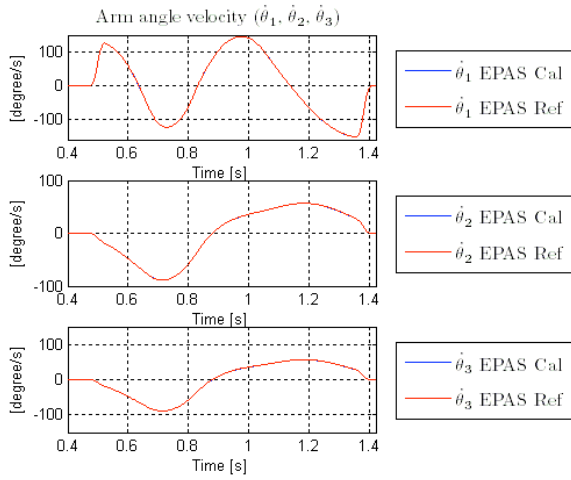 Arm angle velocity (θ̇₁, θ̇₂, θ̇₃)
[degree/s]
100
0
-100
0.4 0.6 0.8 1 1.2 1.4
Time [s]
θ̇₁ EPAS Cal
θ̇₁ EPAS Ref
[degree/s]
100
0
-100
0.4 0.6 0.8 1 1.2 1.4
Time [s]
θ̇₂ EPAS Cal
θ̇₂ EPAS Ref
[degree/s]
100
0
-100
0.4 0.6 0.8 1 1.2 1.4
Time [s]
θ̇₃ EPAS Cal
θ̇₃ EPAS Ref